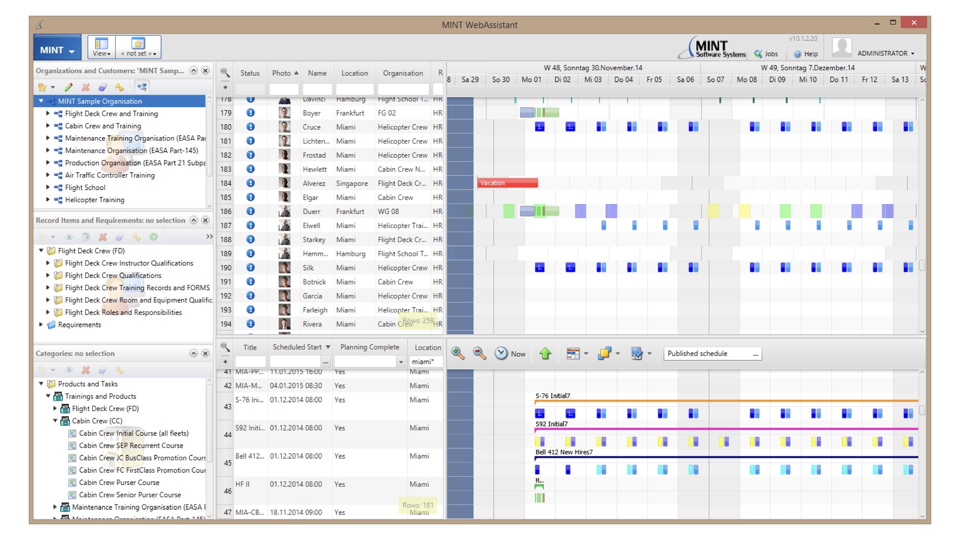 MINT WebAssistant
MINT
View
< not set >
MINT
Software Systems
v10.1.2.20
Jobs
Help
ADMINISTRATOR
Organizations and Customers: "MINT Samp...
MINT Sample Organisation
Flight Deck Crew and Training
Cabin Crew and Training
Maintenance Training Organisation (EASA Par
Maintenance Organisation (EASA Part-145)
Production Organisation (EASA Part 21 Subpa
Air Traffic Controller Training
Flight School
Helicopter Training
Record Items and Requirements: no selection
Flight Deck Crew (FD)
Flight Deck Crew Instructor Qualifications
Flight Deck Crew Qualifications
Flight Deck Crew Training Records and FORMS
Flight Deck Crew Room and Equipment Qualific
Flight Deck Roles and Responsibilities
Requirements
Categories: no selection
Products and Tasks
Trainings and Products
Flight Deck Crew (FD)
Cabin Crew (CC)
Cabin Crew Initial Course (all fleets)
Cabin Crew SEP Recurrent Course
Cabin Crew JC BusClass Promotion Cour
Cabin Crew FC FirstClass Promotion Cour
Cabin Crew Purser Course
Cabin Crew Senior Purser Course
Maintenance Training Organisation (EASA P
Maintenance Organisation (EASA Part-145)
Status Photo Name Location Organisation R
178 Davinci Hamburg Flight School T... HR
179 Boyer Frankfurt FG 02 HR
180 Cruce Miami Helicopter Crew HR
181 Lichten... Miami Helicopter Crew HR
182 Frostad Miami Helicopter Crew HR
183 Hewlett Miami Cabin Crew N... HR
184 Alverez Singapore Flight Deck Cr... HR
185 Elgar Miami Cabin Crew HR
186 Duerr Frankfurt WG 08 HR
187 Elwell Miami Helicopter Trai... HR
188 Starkey Miami Flight Deck Cr... HR
189 Hemm... Hamburg Flight School T... HR
190 Silk Miami Helicopter Crew HR
191 Botnick Miami Cabin Crew HR
192 Garcia Miami Helicopter Crew HR
193 Farleigh Miami Helicopter Trai... HR
194 Rivera Miami Cabin Crew HR
Rows: 259
W 48, Sonntag 30.November.14
W 49, Sonntag 7.Dezember.14
8 Sa 29 So 30 Mo 01 Di 02 Mi 03 Do 04 Fr 05 Sa 06 So 07 Mo 08 Di 09 Mi 10 Do 11 Fr 12 Sa 13 So
Vacation
Title Scheduled Start Planning Complete Location
...
miami*
41 MIA-PP... 11.01.2015 16:00 Yes Miami
42 MIA-M... 04.01.2015 08:30 Yes Miami
43 S-76 Ini... 01.12.2014 08:00 Yes Miami
44 S92 Initi... 01.12.2014 08:00 Yes Miami
45 Bell 412... 01.12.2014 08:00 Yes Miami
46 HF II 01.12.2014 08:00 Yes Miami
47 MIA-CB... 18.11.2014 09:00 Yes Miami
Rows: 181
Now
Published schedule ...
S-76 Initial7
S92 Initial7
Bell 412 New Hires7
H...